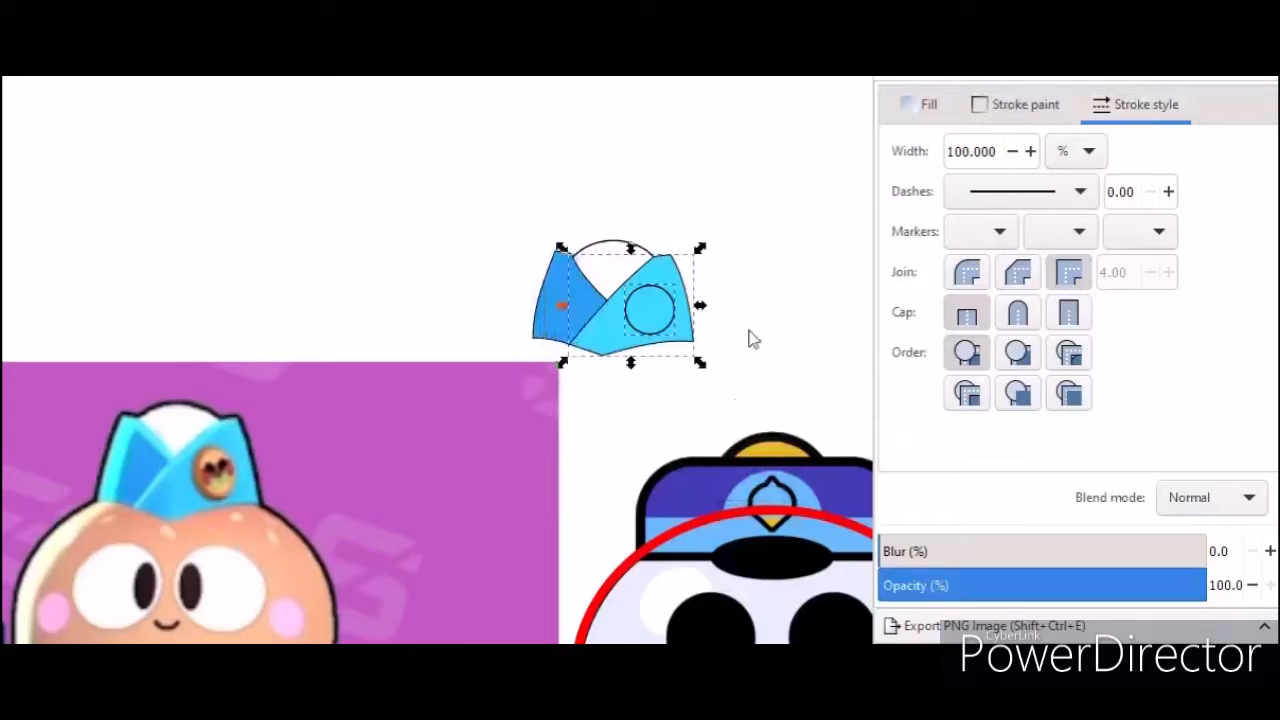 Fill Stroke paint Stroke style
Width: 100.000 − + %
Dashes: 0.00 − +
Markers:
Join: 4.00 − +
Cap:
Order:
Blend mode: Normal
Blur (%) 0.0 − +
Opacity (%) 100.0 − +
Export PNG Image (Shift+Ctrl+E)
CyberLink
PowerDirector